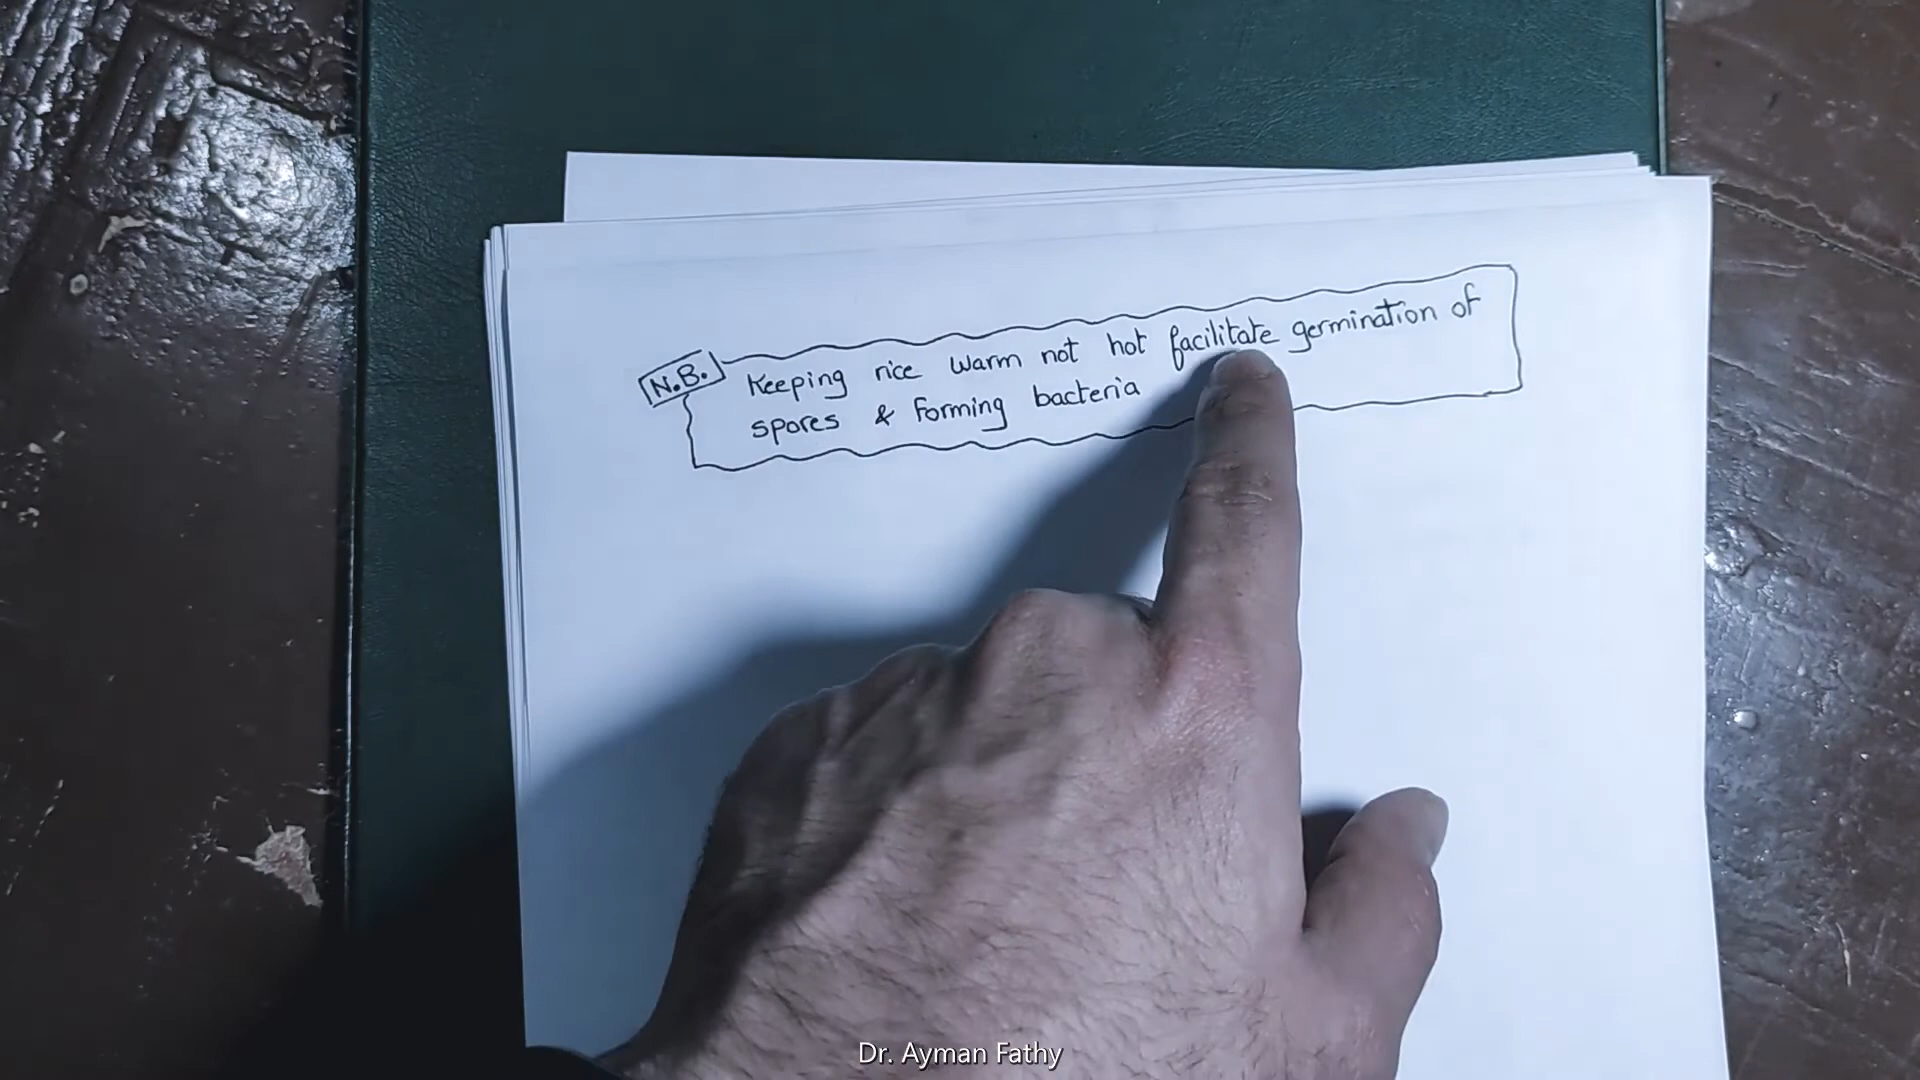 N.B. Keeping rice warm not hot facilitate germination of
spores & forming bacteria
Dr. Ayman Fathy